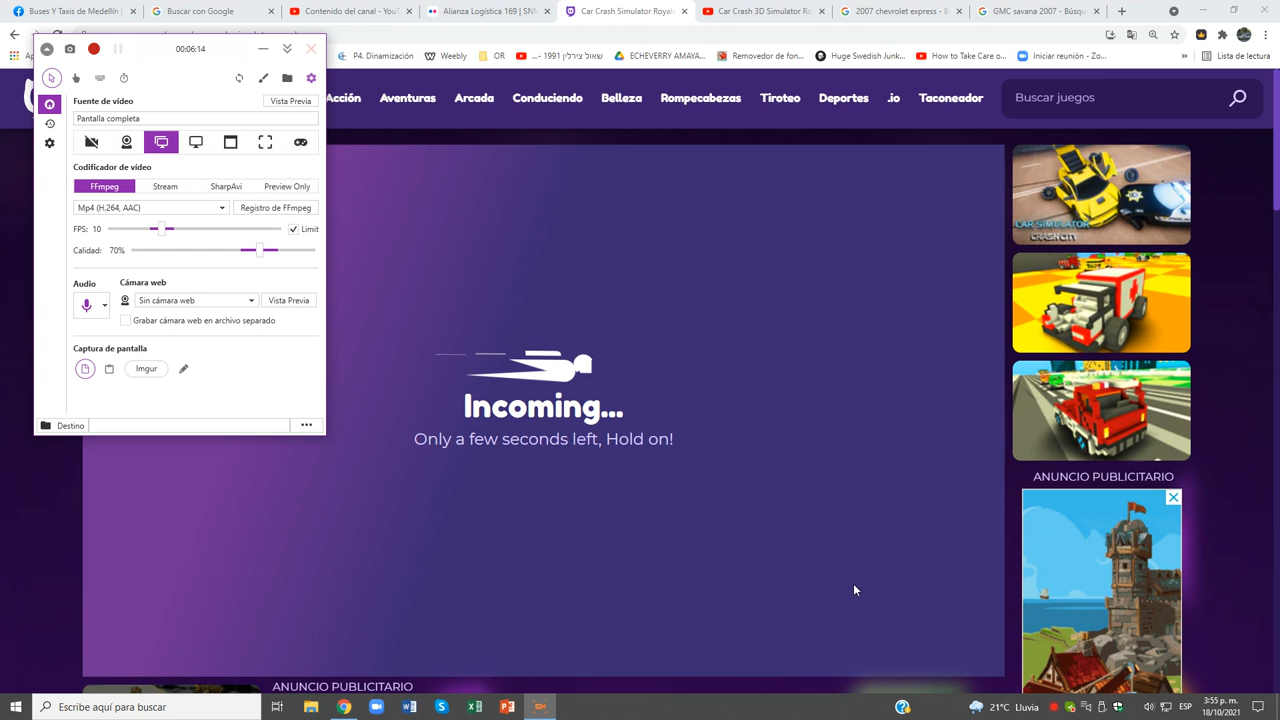 Buses Y Taxis de Medellín |
Buscar con Google
Contenido del canal - YouT
Alianza Logística 169 | SNM
Car Crash Simulator Royale
Car Crash 3D Simulator Ro
2007 chevrolet express - B
GMC savana 2007 - Búsqu
P4. Dinamización
Weebly
OR
שאול צירלין 1991 - ...
ECHEVERRY AMAYA...
Removedor de fon...
Huge Swedish Junk...
How to Take Care o...
Iniciar reunión - Zo...
»
Lista de lectura
00:06:14
Fuente de vídeo
Vista Previa
Pantalla completa
Codificador de vídeo
FFmpeg
Stream
SharpAvi
Preview Only
Mp4 (H.264, AAC)
Registro de FFmpeg
FPS: 10
Limit
Calidad: 70%
Audio
Cámara web
Sin cámara web
Vista Previa
Grabar cámara web en archivo separado
Captura de pantalla
Imgur
Destino
Acción
Aventuras
Arcada
Conduciendo
Belleza
Rompecabezas
Tiroteo
Deportes
.io
Taconeador
Buscar juegos
Incoming...
Only a few seconds left, Hold on!
CAR SIMULATOR
CRASH CITY
ANUNCIO PUBLICITARIO
ANUNCIO PUBLICITARIO
Escribe aquí para buscar
21°C Lluvia
ESP
3:55 p. m.
18/10/2021